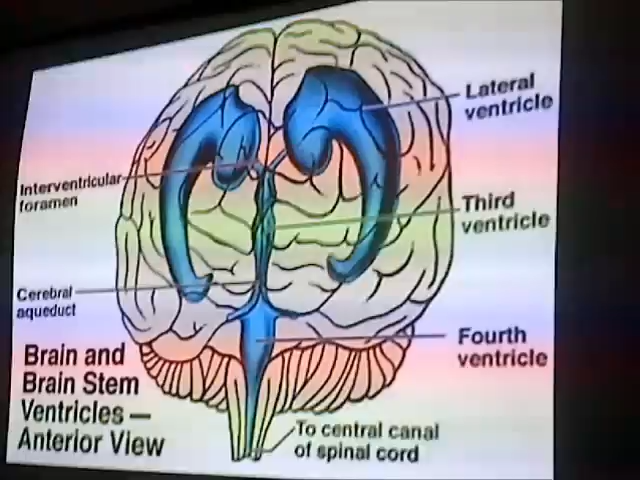 Lateral
ventricle
Interventricular
foramen
Third
ventricle
Cerebral
aqueduct
Fourth
ventricle
Brain and
Brain Stem
Ventricles —
Anterior View
To central canal
of spinal cord